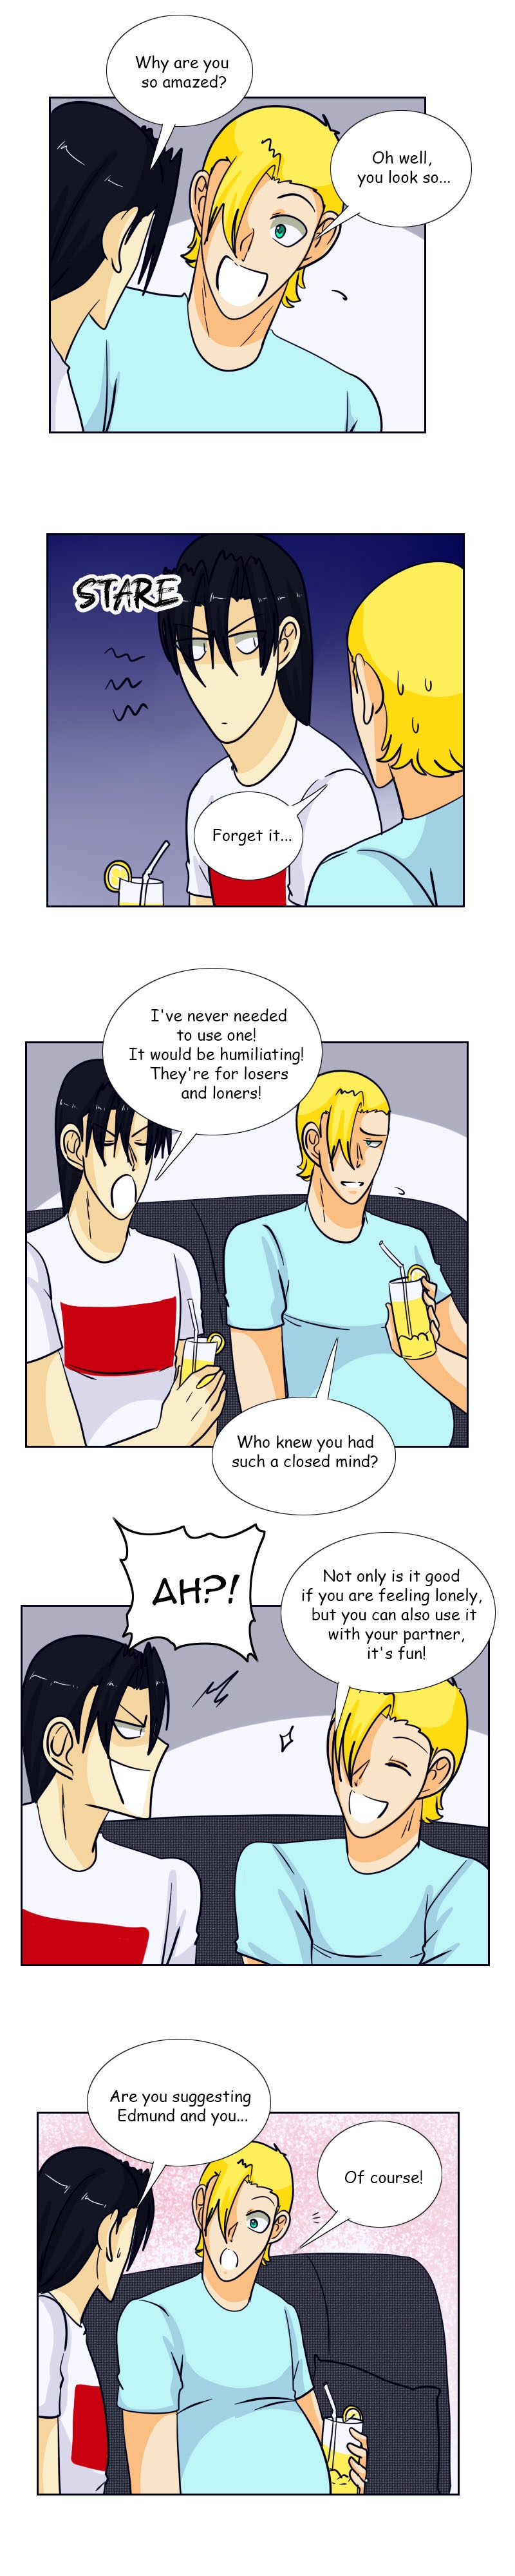 Why are you
so amazed?
Oh well,
you look so...
STARE
Forget it...
I've never needed
to use one!
It would be humiliating!
They're for losers
and loners!
Who knew you had
such a closed mind?
AH?!
Not only is it good
if you are feeling lonely,
but you can also use it
with your partner,
it's fun!
Are you suggesting
Edmund and you...
Of course!